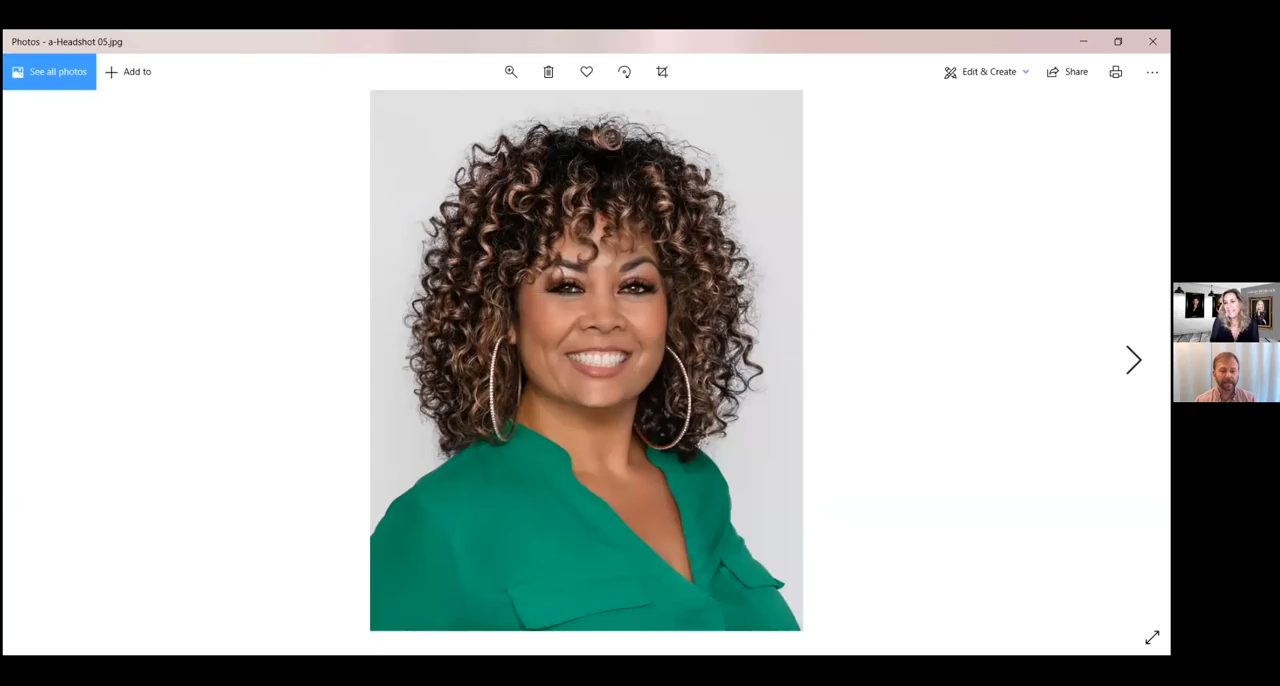 Photos - a-Headshot 05.jpg
See all photos
Add to
Edit & Create
Share